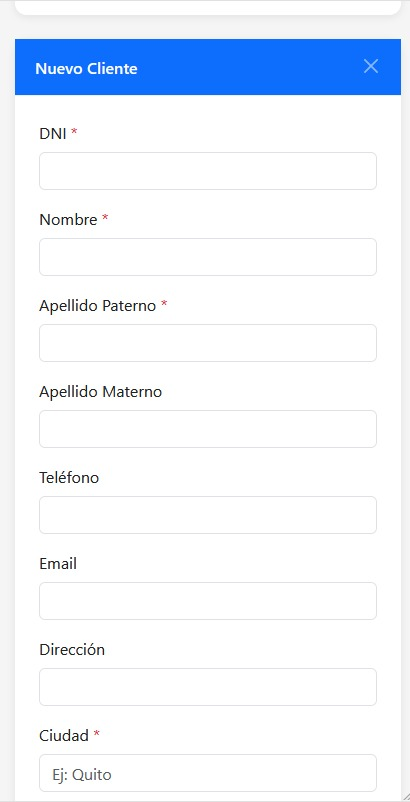 Nuevo Cliente
DNI *
Nombre *
Apellido Paterno *
Apellido Materno
Teléfono
Email
Dirección
Ciudad *
Ej: Quito